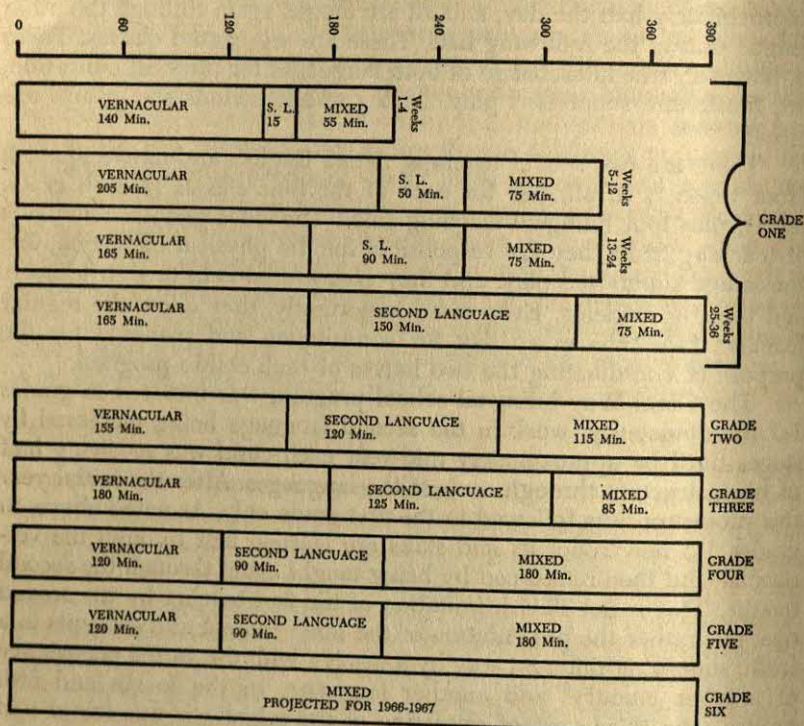 0
60
120
180
240
300
360
390
VERNACULAR
140 Min.
S. L.
15
MIXED
55 Min.
Weeks
1-4
VERNACULAR
205 Min.
S. L.
50 Min.
MIXED
75 Min.
Weeks
5-12
VERNACULAR
165 Min.
S. L.
90 Min.
MIXED
75 Min.
Weeks
13-24
VERNACULAR
165 Min.
SECOND LANGUAGE
150 Min.
MIXED
75 Min.
Weeks
25-36
GRADE
ONE
VERNACULAR
155 Min.
SECOND LANGUAGE
120 Min.
MIXED
115 Min.
GRADE
TWO
VERNACULAR
180 Min.
SECOND LANGUAGE
125 Min.
MIXED
85 Min.
GRADE
THREE
VERNACULAR
120 Min.
SECOND LANGUAGE
90 Min.
MIXED
180 Min.
GRADE
FOUR
VERNACULAR
120 Min.
SECOND LANGUAGE
90 Min.
MIXED
180 Min.
GRADE
FIVE
MIXED
PROJECTED FOR 1966-1967
GRADE
SIX